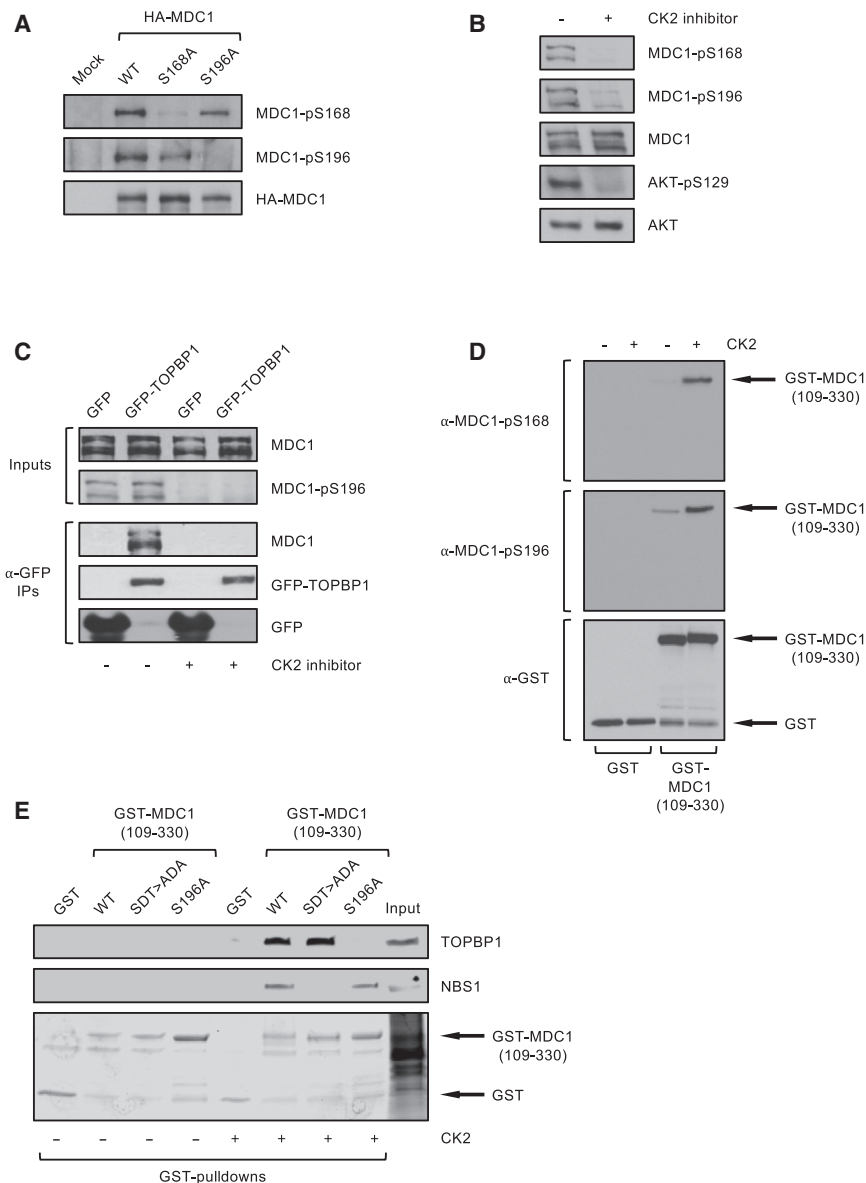 A
HA-MDC1
Mock
WT
S168A
S196A
MDC1-pS168
MDC1-pS196
HA-MDC1
B
- + CK2 inhibitor
MDC1-pS168
MDC1-pS196
MDC1
AKT-pS129
AKT
C
GFP
GFP-TOPBP1
GFP
GFP-TOPBP1
Inputs
MDC1
MDC1-pS196
α-GFP
IPs
MDC1
GFP-TOPBP1
GFP
- - + + CK2 inhibitor
D
- + - + CK2
α-MDC1-pS168
GST-MDC1
(109-330)
α-MDC1-pS196
GST-MDC1
(109-330)
α-GST
GST-MDC1
(109-330)
GST
GST
GST-
MDC1
(109-330)
E
GST-MDC1
(109-330)
GST-MDC1
(109-330)
GST
WT
SDT>ADA
S196A
GST
WT
SDT>ADA
S196A
Input
TOPBP1
NBS1
GST-MDC1
(109-330)
GST
- - - - + + + + CK2
GST-pulldowns